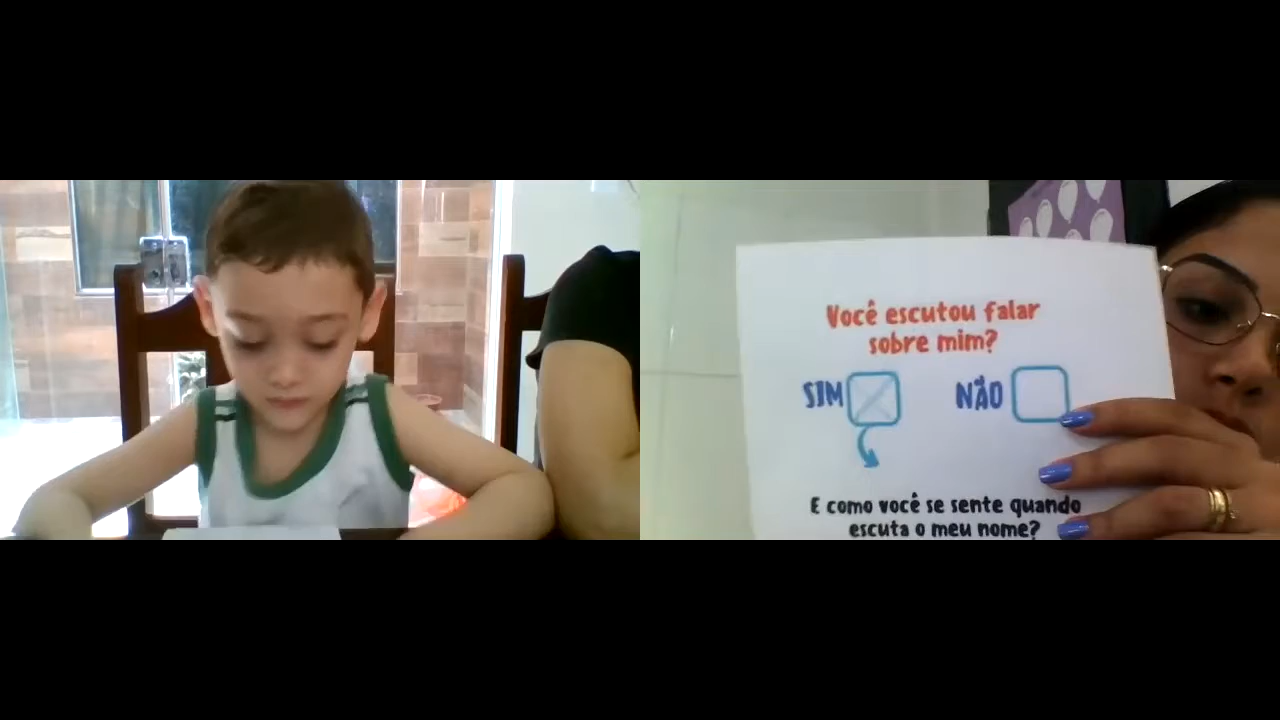 Você escutou falar
sobre mim?
SIM NÃO
E como você se sente quando
escuta o meu nome?